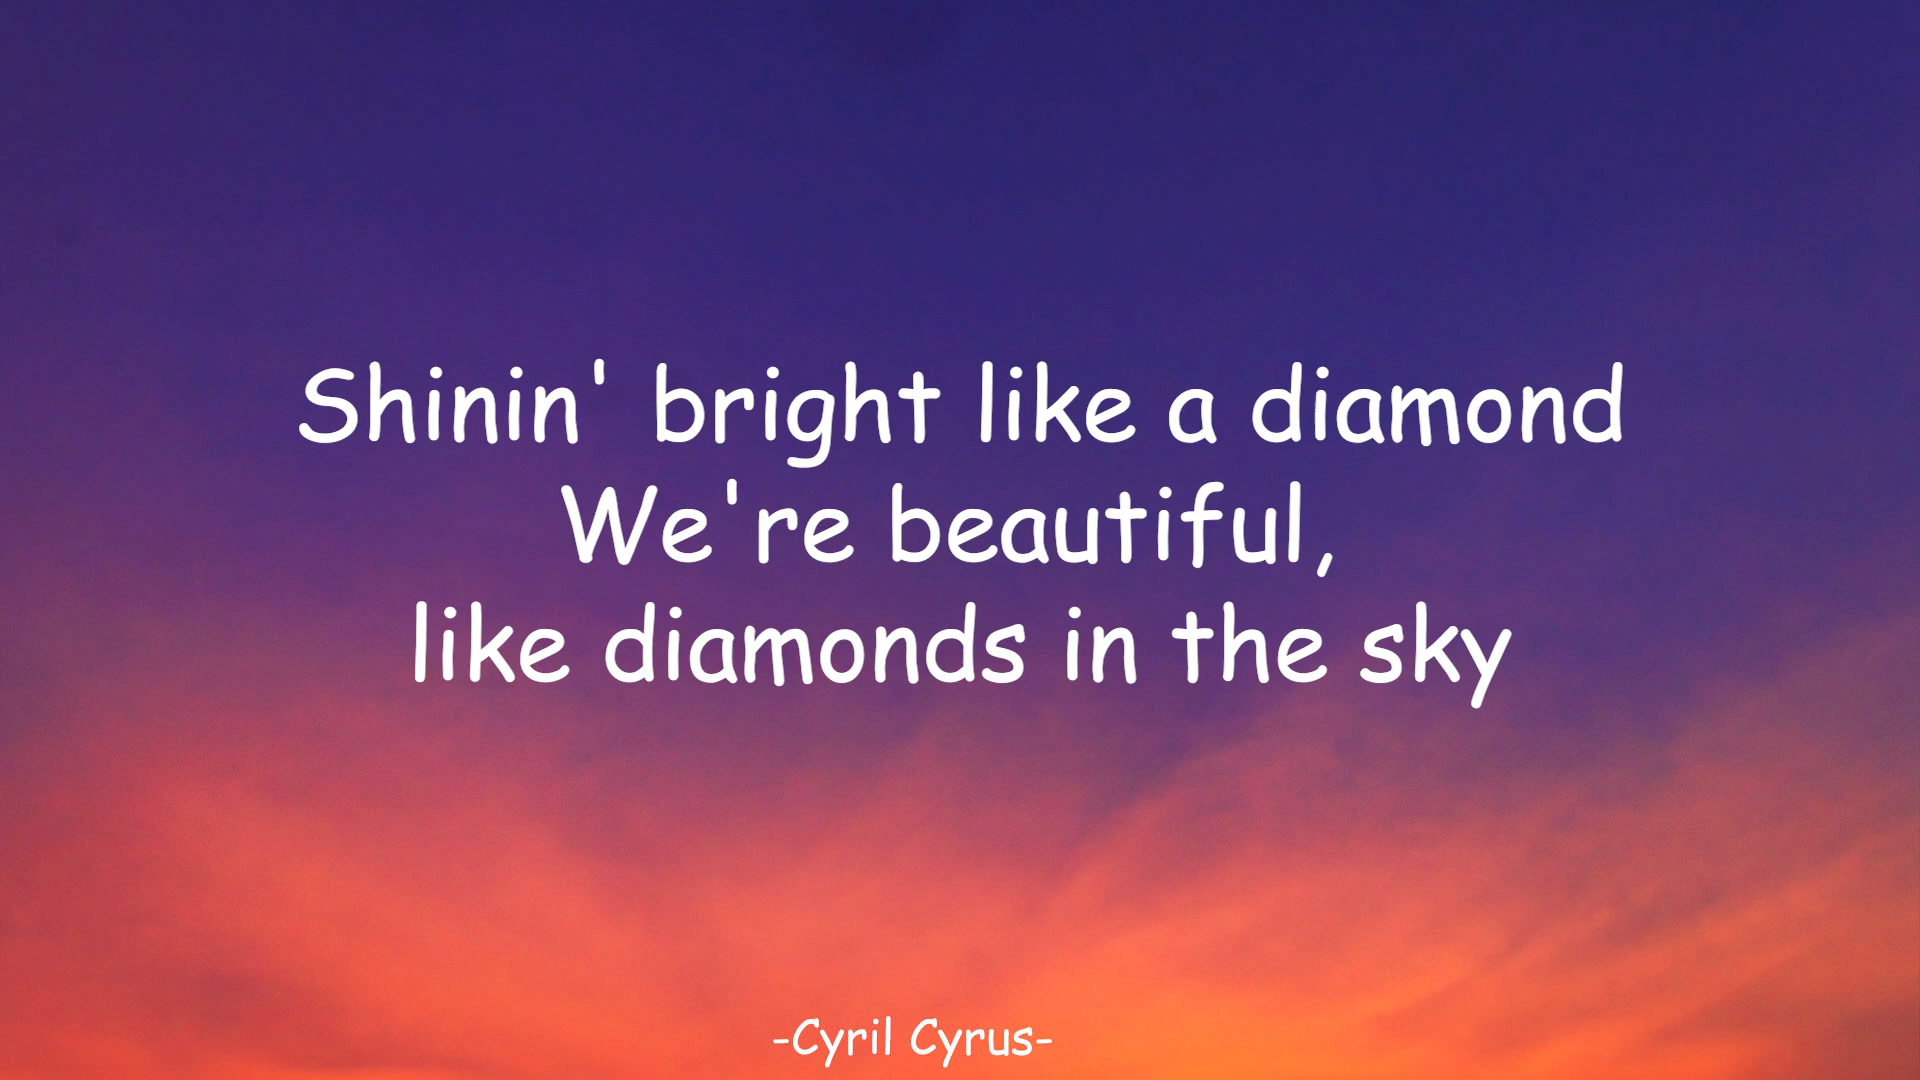 Shinin' bright like a diamond
We're beautiful,
like diamonds in the sky
-Cyril Cyrus-